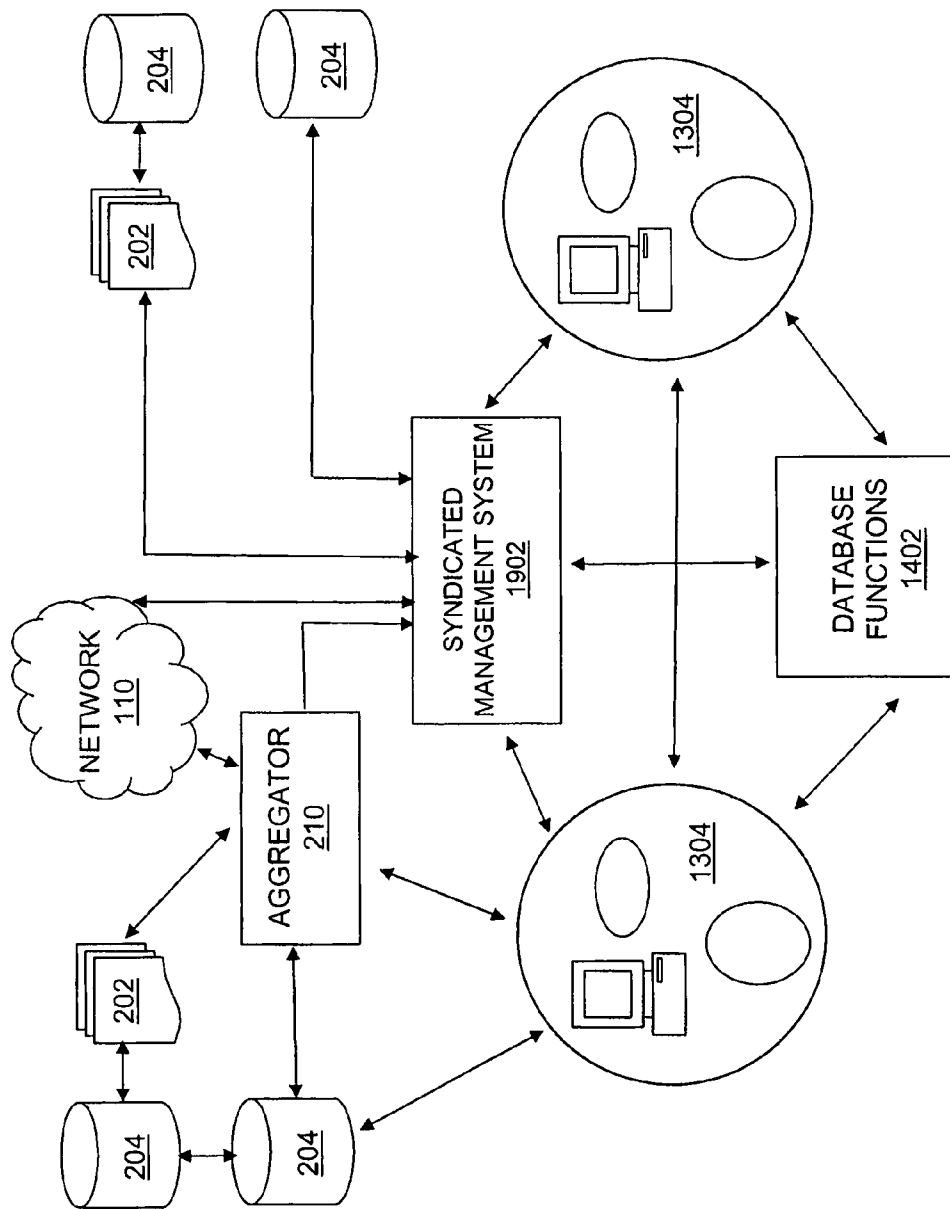 204
202
NETWORK
110
202
204
204
AGGREGATOR
210
204
SYNDICATED
MANAGEMENT SYSTEM
1902
1304
1304
DATABASE
FUNCTIONS
1402